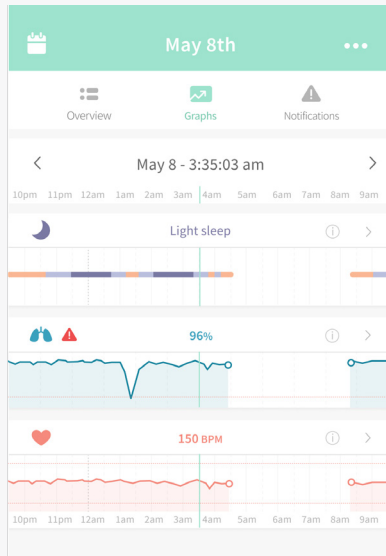 May 8th
Overview
Graphs
Notifications
May 8 - 3:35:03 am
10pm 11pm 12am 1am 2am 3am 4am 5am 6am 7am 8am 9am
Light sleep
96%
150 BPM
10pm 11pm 12am 1am 2am 3am 4am 5am 6am 7am 8am 9am